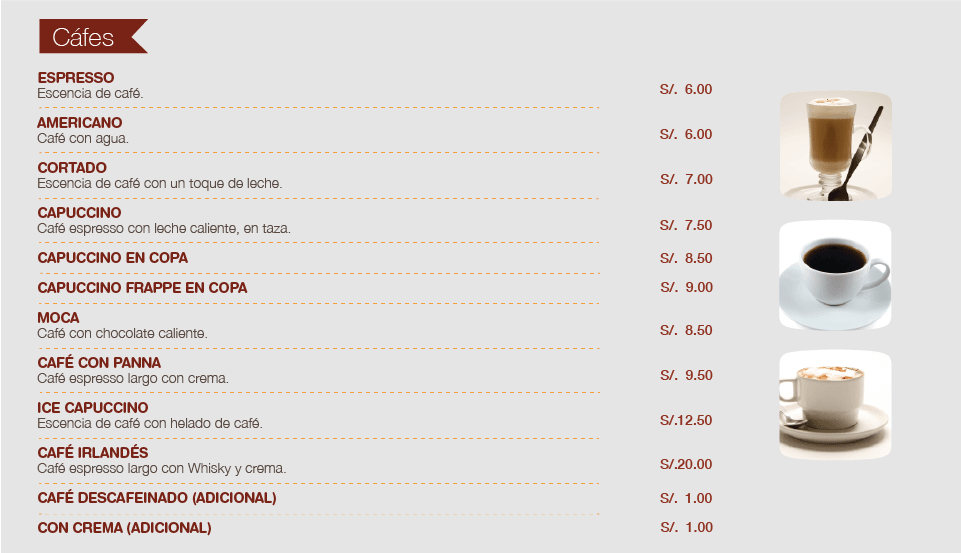 Cáfes
ESPRESSO
Escencia de café.
S/. 6.00
AMERICANO
Café con agua.
S/. 6.00
CORTADO
Escencia de café con un toque de leche.
S/. 7.00
CAPUCCINO
Café espresso con leche caliente, en taza.
S/. 7.50
CAPUCCINO EN COPA S/. 8.50
CAPUCCINO FRAPPE EN COPA S/. 9.00
MOCA
Café con chocolate caliente.
S/. 8.50
CAFÉ CON PANNA
Café espresso largo con crema.
S/. 9.50
ICE CAPUCCINO
Escencia de café con helado de café.
S/.12.50
CAFÉ IRLANDÉS
Café espresso largo con Whisky y crema.
S/.20.00
CAFÉ DESCAFEINADO (ADICIONAL) S/. 1.00
CON CREMA (ADICIONAL) S/. 1.00